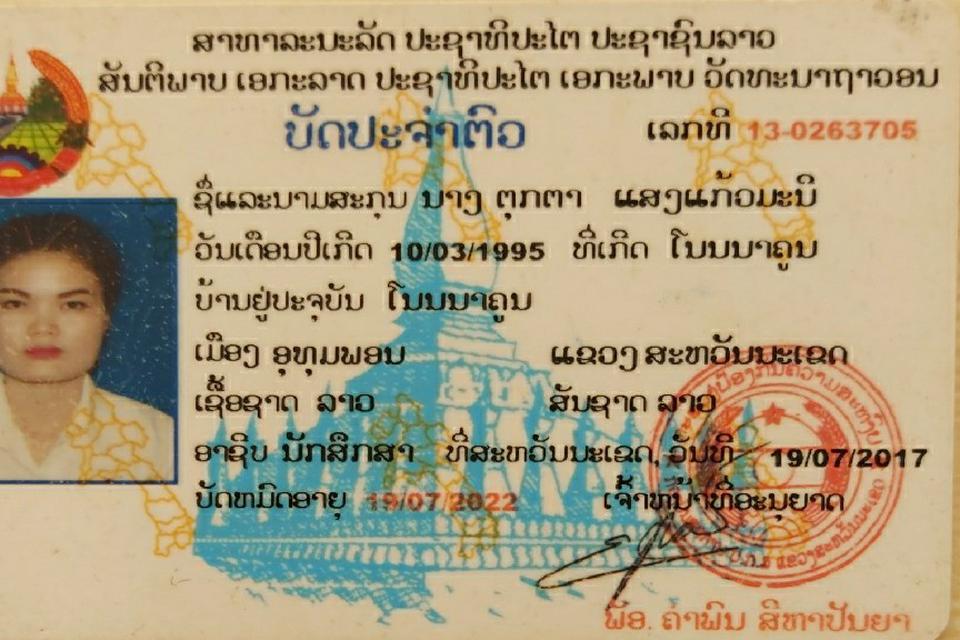 ສາທາລະນະລັດ ປະຊາທິປະໄຕ ປະຊາຊົນລາວ
ສັນຕິພາບ ເອກະລາດ ປະຊາທິປະໄຕ ເອກະພາບ ວັດທະນາຖາວອນ
ບັດປະຈຳຕົວ ເລກທີ 13-0263705
ຊື່ແລະນາມສະກຸນ ນາງ ຕຸກຕາ ແສງແກ້ວມະນີ
ວັນເດືອນປີເກີດ 10/03/1995 ທີ່ເກີດ ໂນນນາຄູນ
ບ້ານຢູ່ປະຈຸບັນ ໂນນນາຄູນ
ເມືອງ ອຸທຸມພອນ ແຂວງ ສະຫວັນນະເຂດ
ເຊື້ອຊາດ ລາວ ສັນຊາດ ລາວ
ອາຊີບ ນັກສຶກສາ ທີ່ສະຫວັນນະເຂດ, ວັນທີ 19/07/2017
ບັດຫມົດອາຍຸ 19/07/2022 ເຈົ້າຫນ້າທີ່ອະນຸຍາດ
ພັອ. ຄຳພົນ ສີຫາປັນຍາ